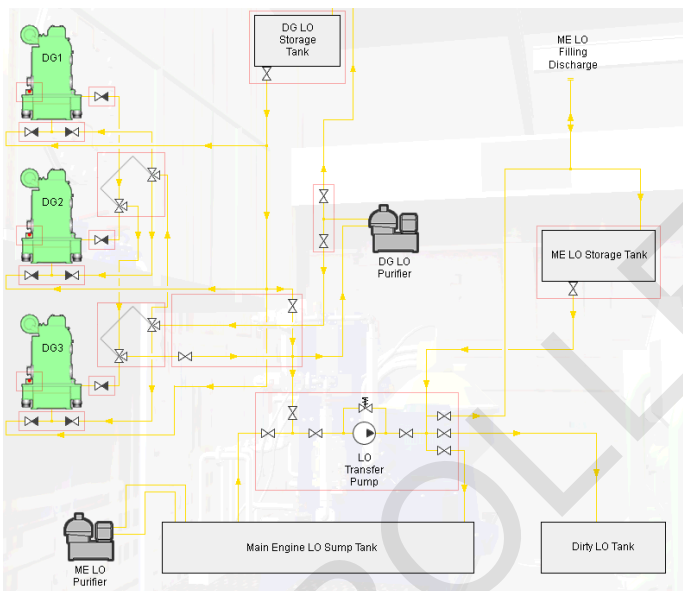 DG1
DG LO
Storage
Tank
ME LO
Filling
Discharge
DG2
DG LO
Purifier
ME LO Storage Tank
DG3
LO
Transfer
Pump
Main Engine LO Sump Tank
Dirty LO Tank
ME LO
Purifier